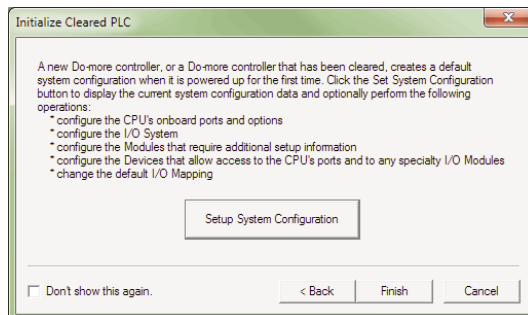 Initialize Cleared PLC
A new Do-more controller, or a Do-more controller that has been cleared, creates a default
system configuration when it is powered up for the first time. Click the Set System Configuration
button to display the current system configuration data and optionally perform the following
operations:
* configure the CPU's onboard ports and options
* configure the I/O System
* configure the Modules that require additional setup information
* configure the Devices that allow access to the CPU's ports and to any specialty I/O Modules
* change the default I/O Mapping
Setup System Configuration
Don't show this again.
< Back
Finish
Cancel